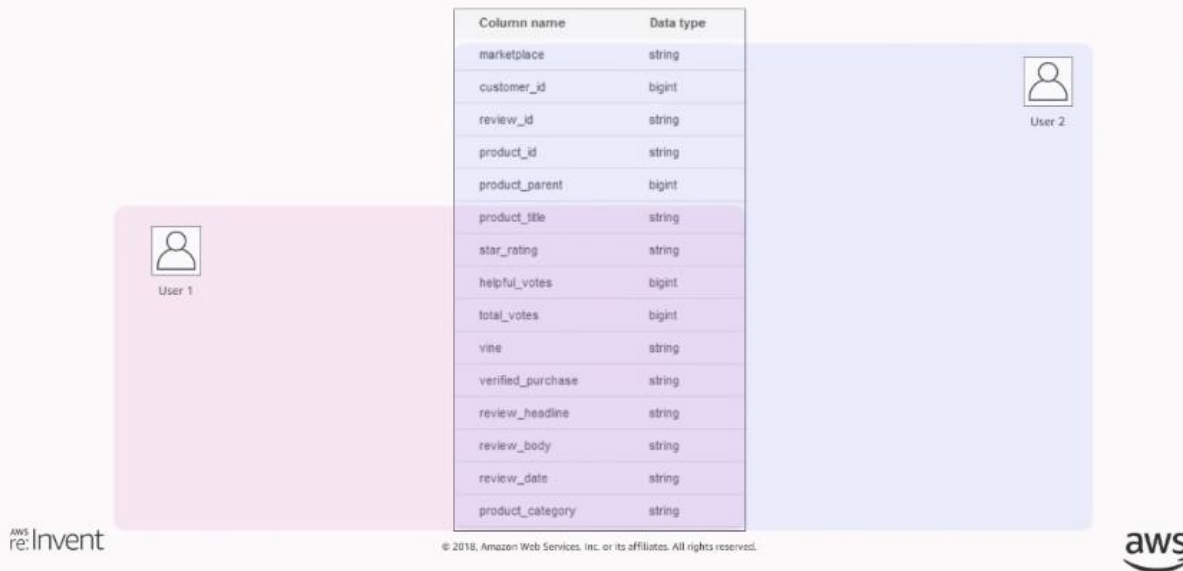 Column name Data type
marketplace string
customer_id bigint
review_id string
User 2
product_id string
product_parent bigint
product_title string
star_rating string
helpful_votes bigint
User 1
total_votes bigint
vine string
verified_purchase string
review_headline string
review_body string
review_date string
product_category string
AWS
re:Invent
© 2018, Amazon Web Services, Inc. or its affiliates. All rights reserved.
aws